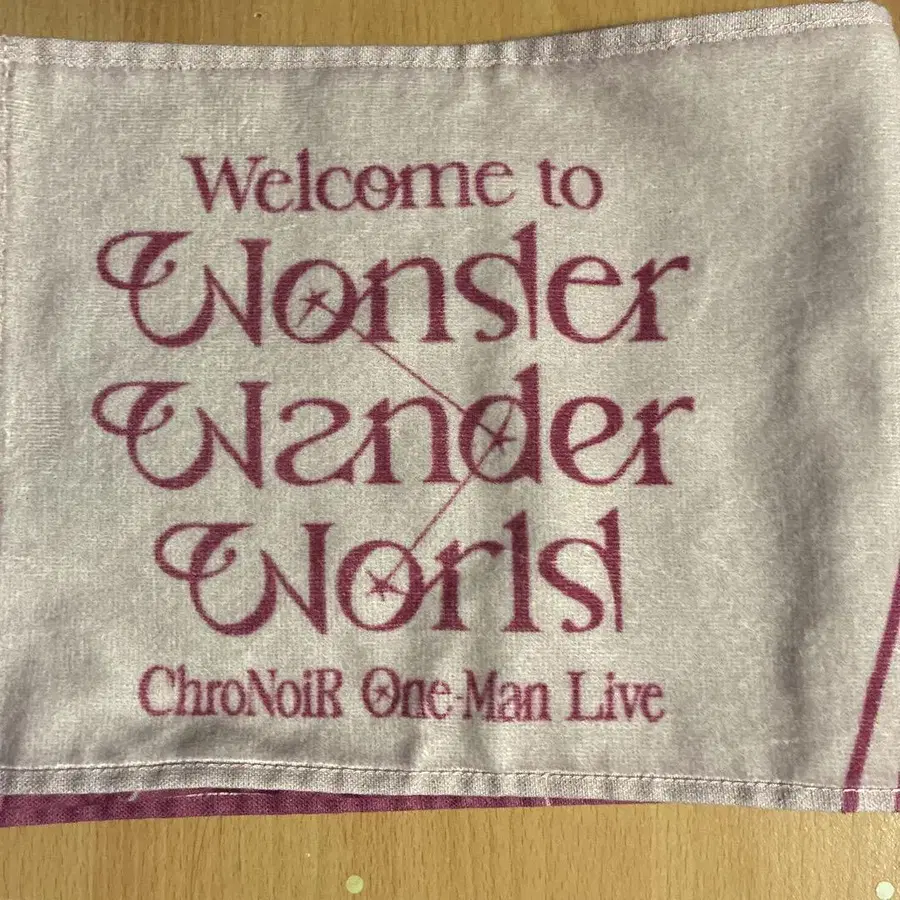 Welcome to
Wonder
Wander
World
ChroNoiR One-Man Live